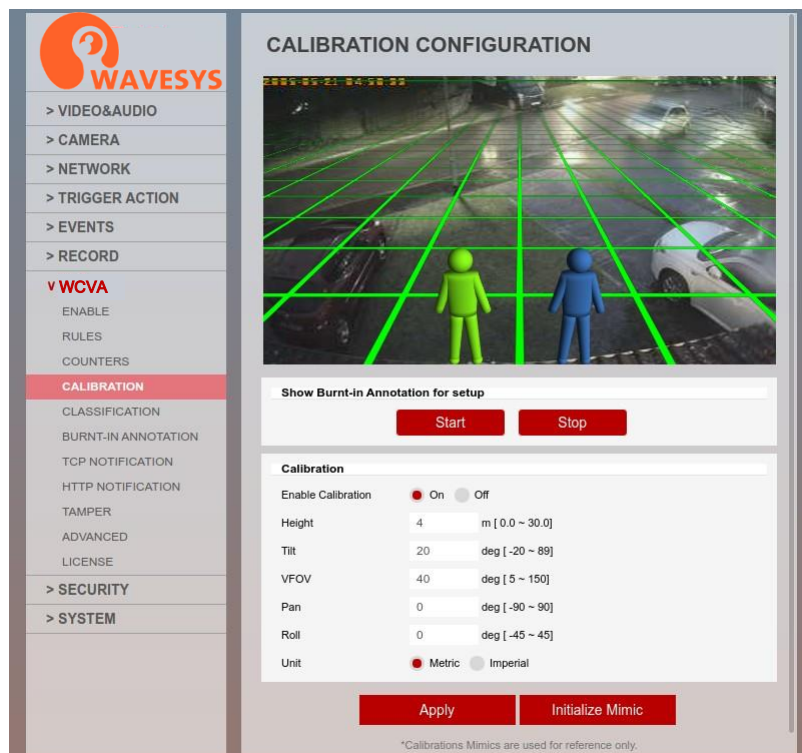 WAVESYS
> VIDEO&AUDIO
> CAMERA
> NETWORK
> TRIGGER ACTION
> EVENTS
> RECORD
∨ WCVA
ENABLE
RULES
COUNTERS
CALIBRATION
CLASSIFICATION
BURNT-IN ANNOTATION
TCP NOTIFICATION
HTTP NOTIFICATION
TAMPER
ADVANCED
LICENSE
> SECURITY
> SYSTEM
CALIBRATION CONFIGURATION
Show Burnt-in Annotation for setup
Start Stop
Calibration
Enable Calibration On Off
Height 4 m [ 0.0 ~ 30.0]
Tilt 20 deg [ -20 ~ 89]
VFOV 40 deg [ 5 ~ 150]
Pan 0 deg [ -90 ~ 90]
Roll 0 deg [ -45 ~ 45]
Unit Metric Imperial
Apply Initialize Mimic
*Calibrations Mimics are used for reference only.